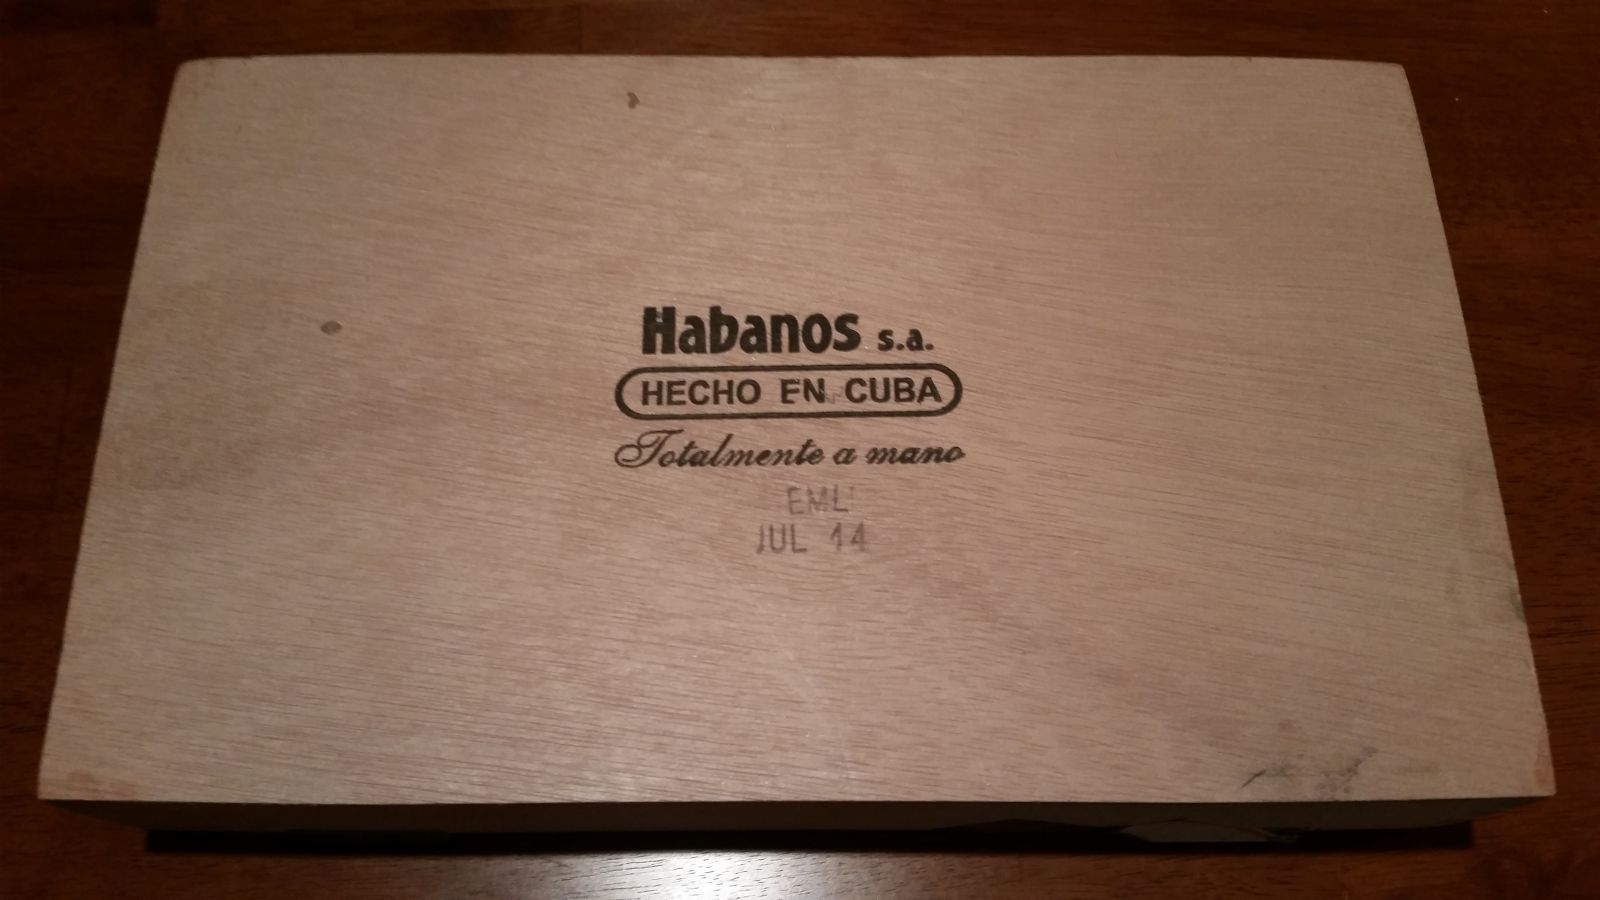 Habanos s.a.
HECHO EN CUBA
Totalmente a mano
EML
JUL 14